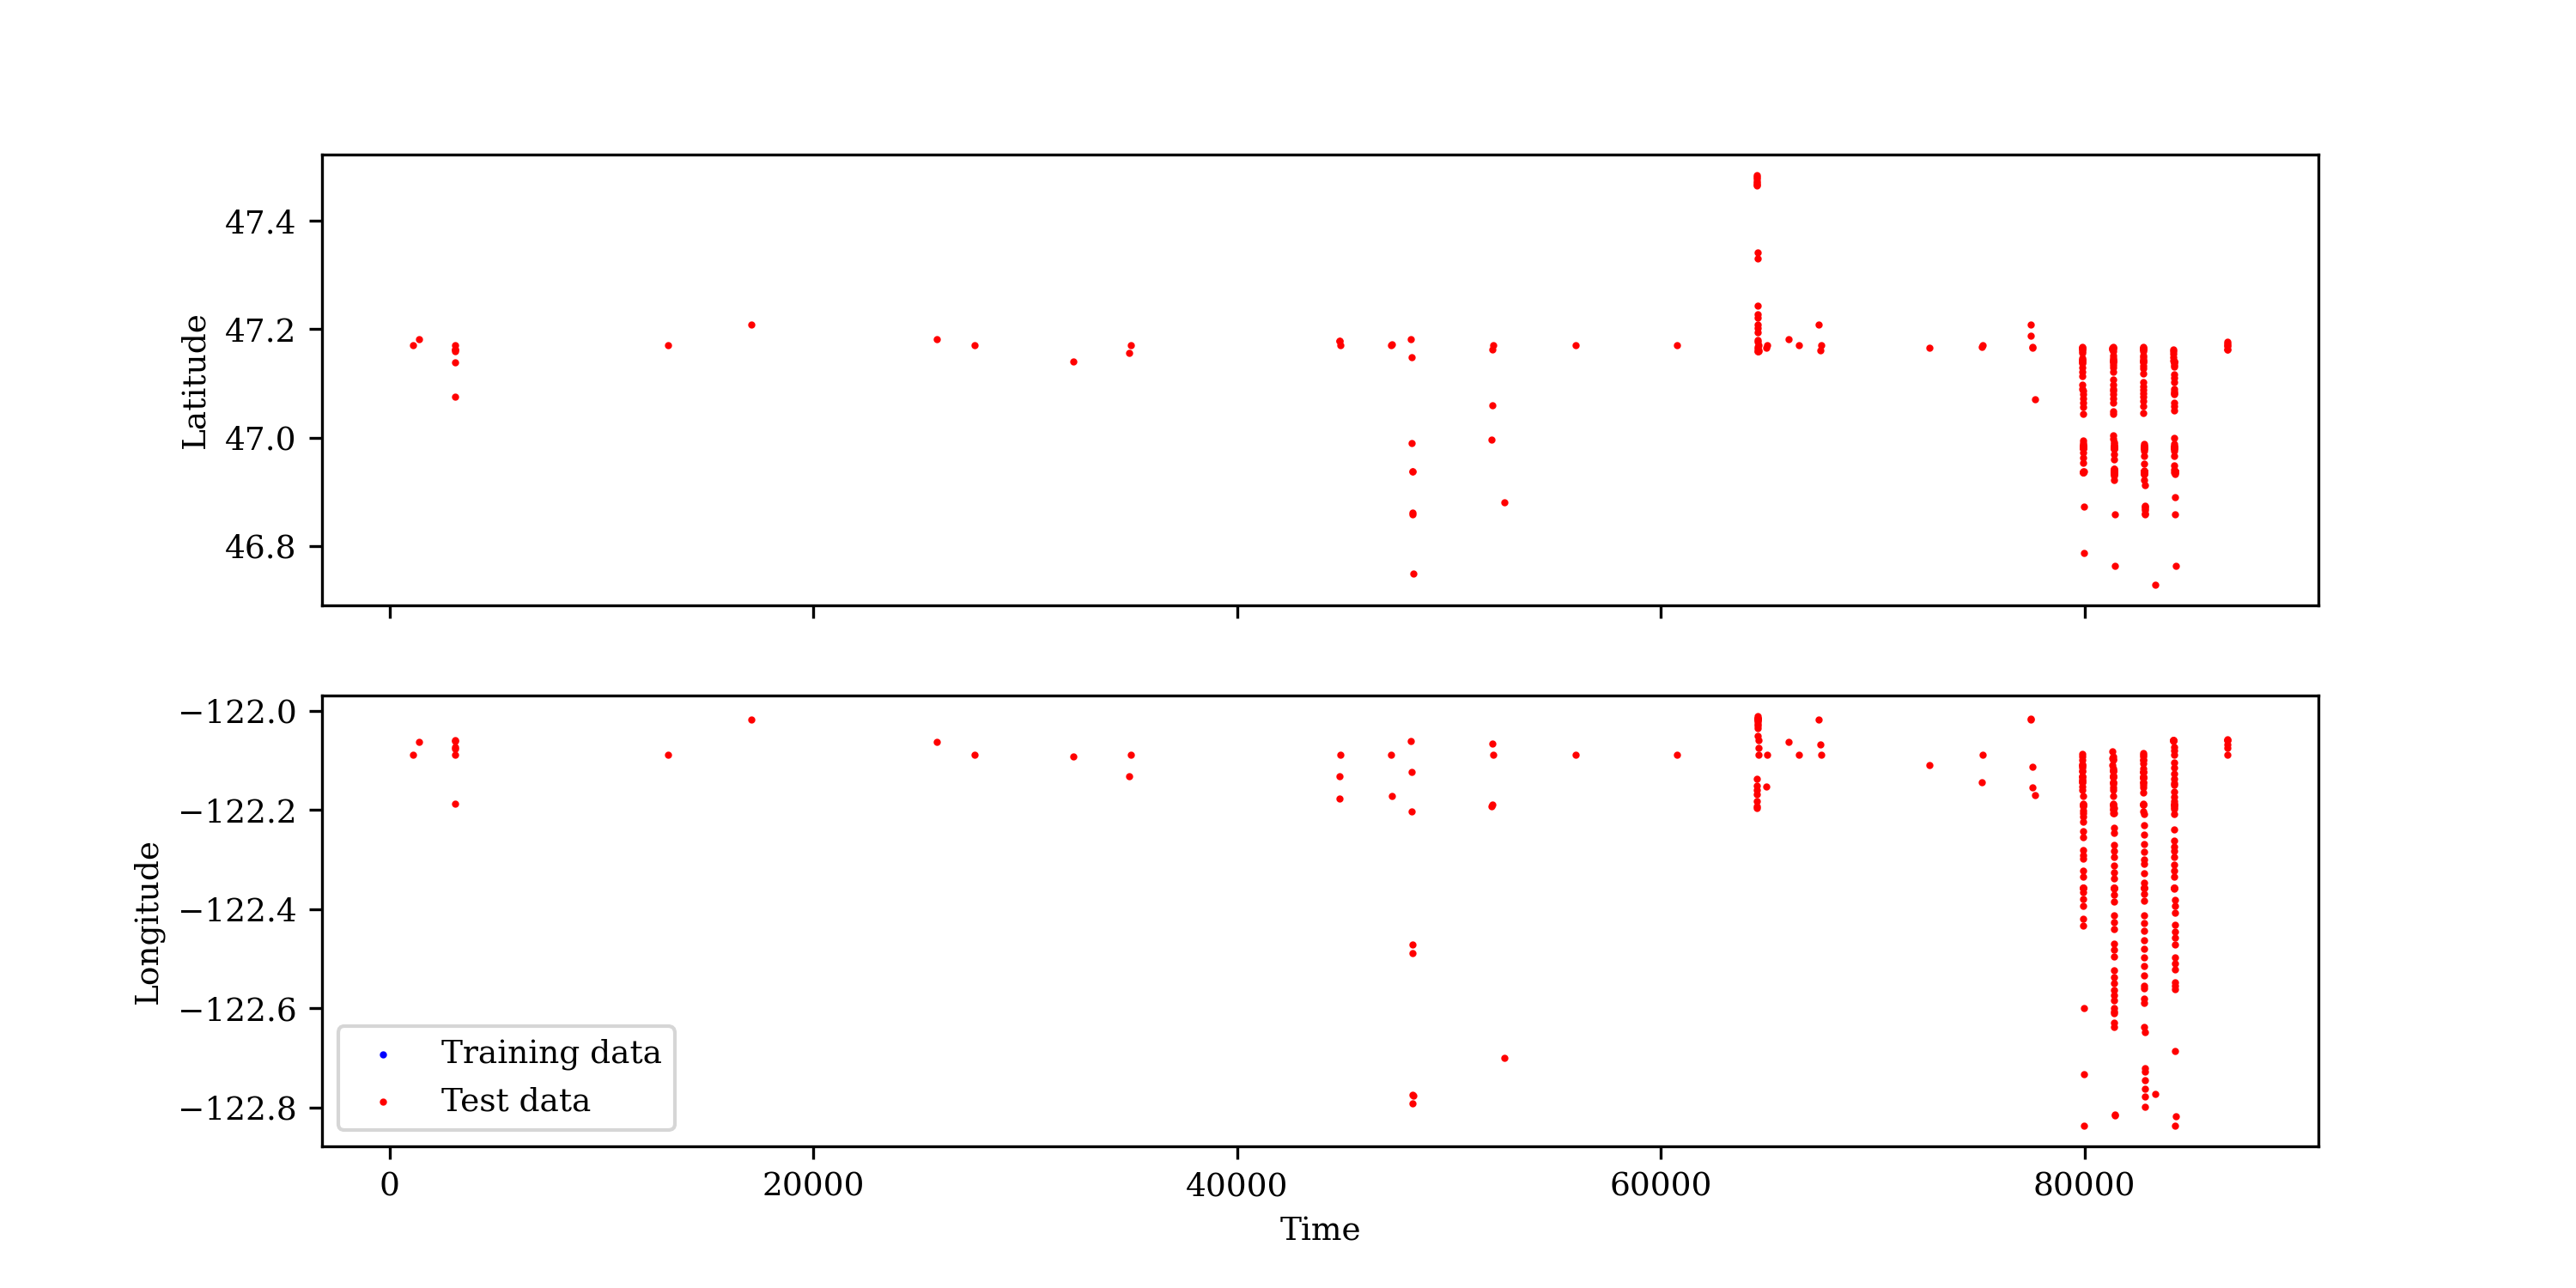 47.4
47.2
47.0
46.8
Latitude
−122.0
−122.2
−122.4
−122.6
−122.8
Longitude
Training data
Test data
0 20000 40000 60000 80000
Time